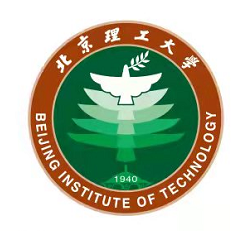 北京理工大学
1940
BEIJING INSTITUTE OF TECHNOLOGY